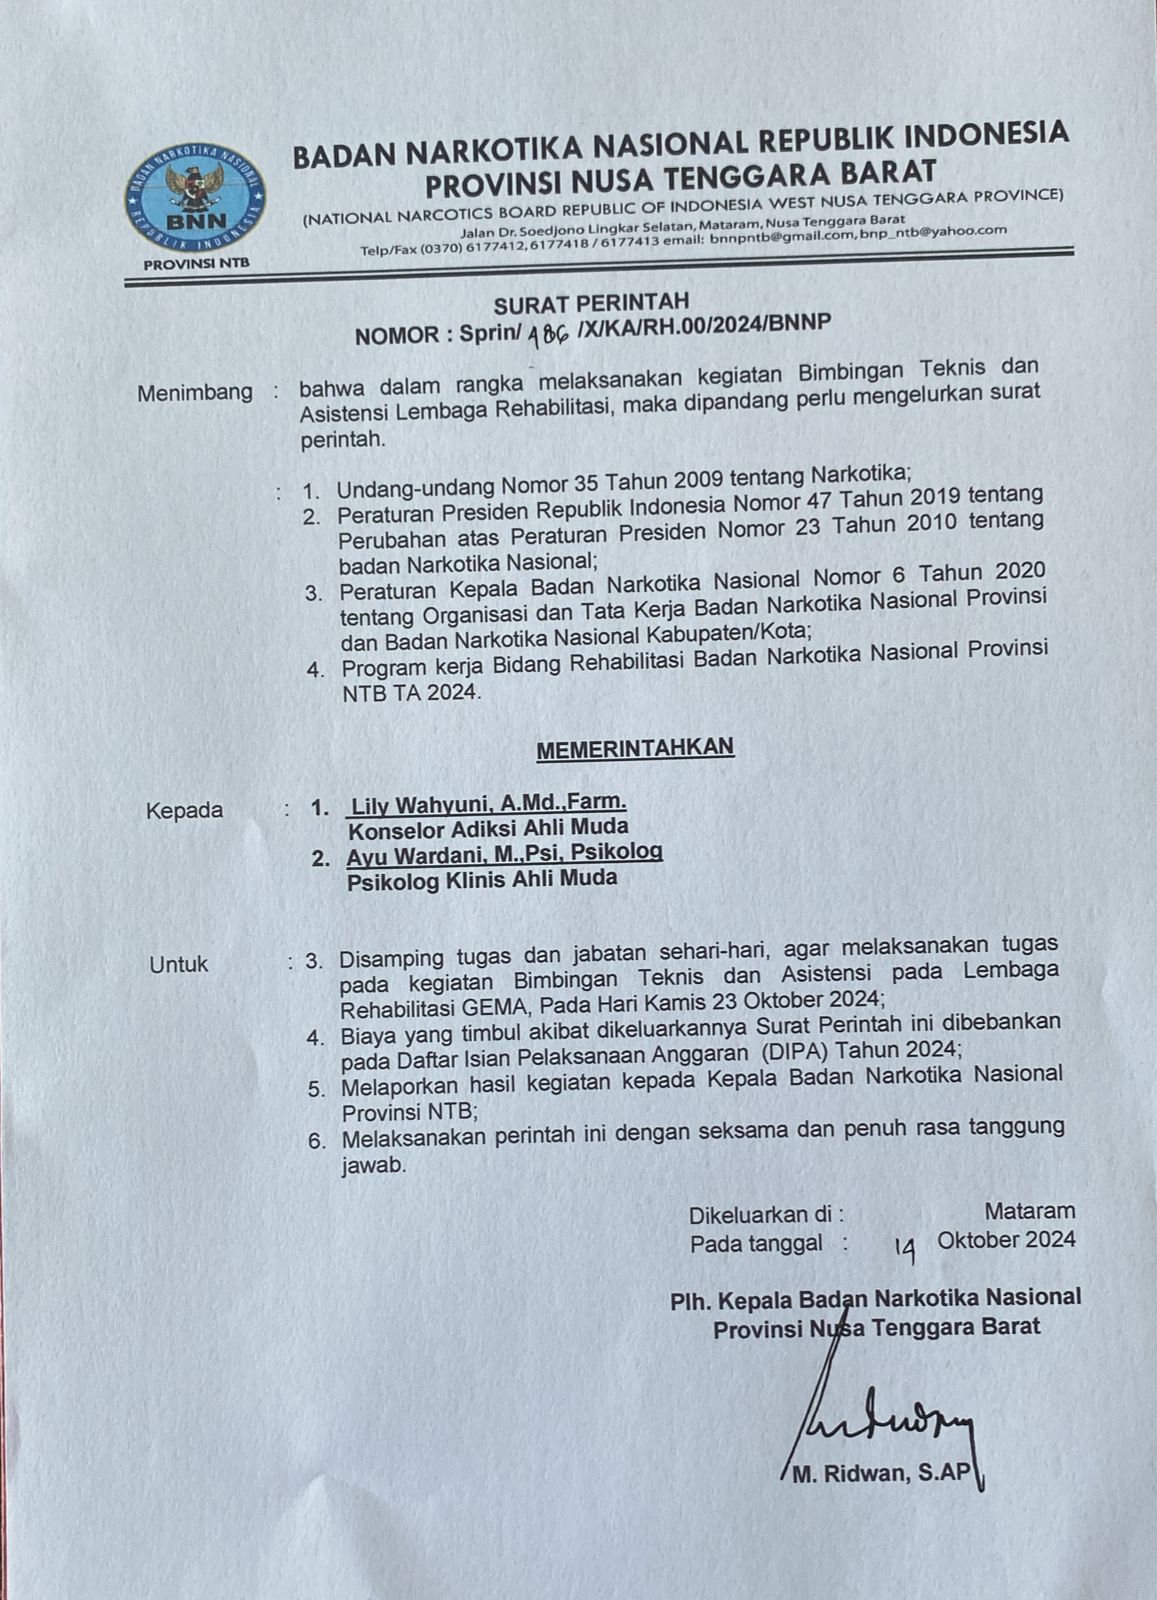 BADAN NARKOTIKA NASIONAL REPUBLIK INDONESIA
PROVINSI NUSA TENGGARA BARAT
(NATIONAL NARCOTICS BOARD REPUBLIC OF INDONESIA WEST NUSA TENGGARA PROVINCE)
Jalan Dr. Soedjono Lingkar Selatan, Mataram, Nusa Tenggara Barat
Telp/Fax (0370) 6177412, 6177418 / 6177413 email: bnnpntb@gmail.com, bnp_ntb@yahoo.com
BADAN NARKOTIKA NASIONAL
BNN
REPUBLIK INDONESIA
PROVINSI NTB
SURAT PERINTAH
NOMOR : Sprin/ 986 /X/KA/RH.00/2024/BNNP
Menimbang : bahwa dalam rangka melaksanakan kegiatan Bimbingan Teknis dan
Asistensi Lembaga Rehabilitasi, maka dipandang perlu mengelurkan surat
perintah.
: 1. Undang-undang Nomor 35 Tahun 2009 tentang Narkotika;
2. Peraturan Presiden Republik Indonesia Nomor 47 Tahun 2019 tentang
Perubahan atas Peraturan Presiden Nomor 23 Tahun 2010 tentang
badan Narkotika Nasional;
3. Peraturan Kepala Badan Narkotika Nasional Nomor 6 Tahun 2020
tentang Organisasi dan Tata Kerja Badan Narkotika Nasional Provinsi
dan Badan Narkotika Nasional Kabupaten/Kota;
4. Program kerja Bidang Rehabilitasi Badan Narkotika Nasional Provinsi
NTB TA 2024.
MEMERINTAHKAN
Kepada : 1. Lily Wahyuni, A.Md.,Farm.
Konselor Adiksi Ahli Muda
2. Ayu Wardani, M.,Psi, Psikolog
Psikolog Klinis Ahli Muda
Untuk : 3. Disamping tugas dan jabatan sehari-hari, agar melaksanakan tugas
pada kegiatan Bimbingan Teknis dan Asistensi pada Lembaga
Rehabilitasi GEMA, Pada Hari Kamis 23 Oktober 2024;
4. Biaya yang timbul akibat dikeluarkannya Surat Perintah ini dibebankan
pada Daftar Isian Pelaksanaan Anggaran (DIPA) Tahun 2024;
5. Melaporkan hasil kegiatan kepada Kepala Badan Narkotika Nasional
Provinsi NTB;
6. Melaksanakan perintah ini dengan seksama dan penuh rasa tanggung
jawab.
Dikeluarkan di : Mataram
Pada tanggal : 14 Oktober 2024
Plh. Kepala Badan Narkotika Nasional
Provinsi Nusa Tenggara Barat
M. Ridwan, S.AP